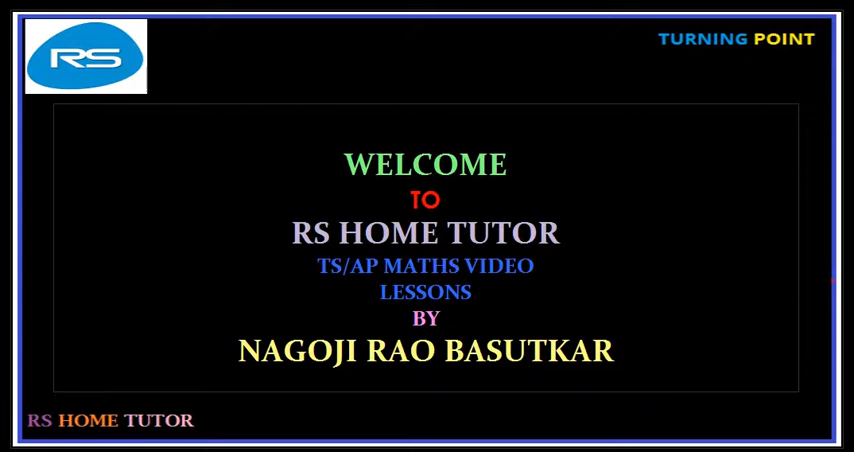 RS
TURNING POINT
WELCOME
TO
RS HOME TUTOR
TS/AP MATHS VIDEO
LESSONS
BY
NAGOJI RAO BASUTKAR
RS HOME TUTOR